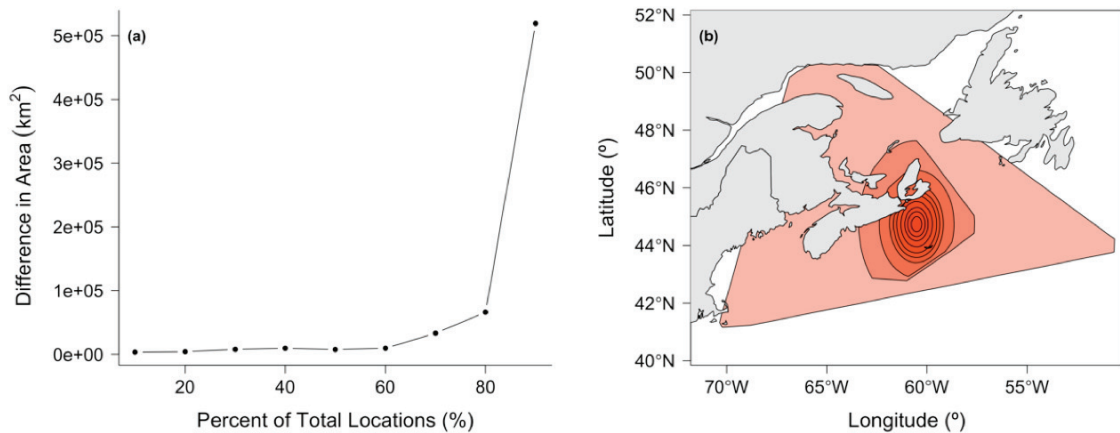 (a)
Difference in Area (km²)
5e+05
4e+05
3e+05
2e+05
1e+05
0e+00
20
40
60
80
Percent of Total Locations (%)
(b)
Latitude (º)
52°N
50°N
48°N
46°N
44°N
42°N
40°N
70°W
65°W
60°W
55°W
Longitude (º)